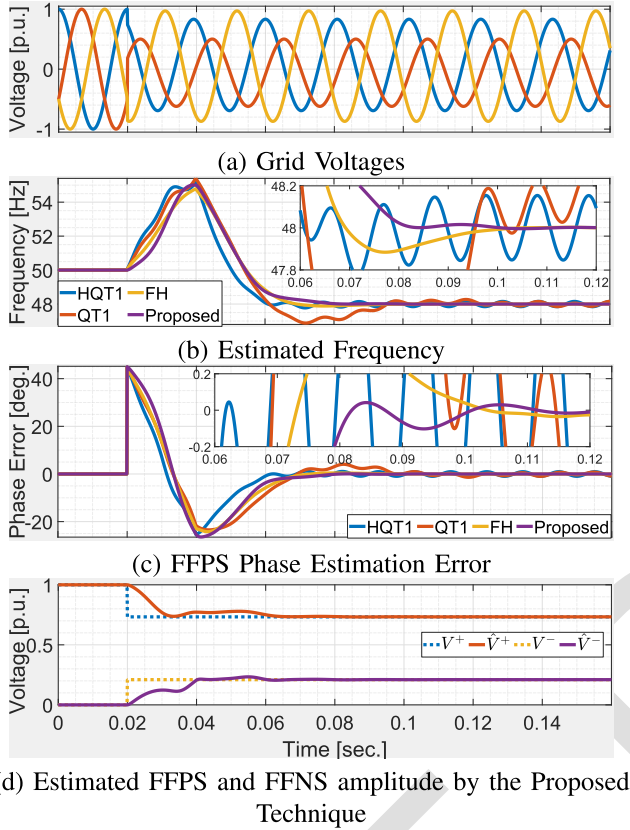 Voltage [p.u.]
1
0
-1
(a) Grid Voltages
Frequency [Hz]
54
52
50
48
48.2
48
47.8
0.06 0.07 0.08 0.09 0.1 0.11 0.12
HQT1 FH
QT1 Proposed
(b) Estimated Frequency
Phase Error [deg.]
40
20
0
-20
0.2
0
-0.2
0.06 0.07 0.08 0.09 0.1 0.11 0.12
HQT1 QT1 FH Proposed
(c) FFPS Phase Estimation Error
Voltage [p.u.]
1
0.5
0
V⁺ V̂⁺ V⁻ V̂⁻
0 0.02 0.04 0.06 0.08 0.1 0.12 0.14
Time [sec.]
d) Estimated FFPS and FFNS amplitude by the Proposed
Technique